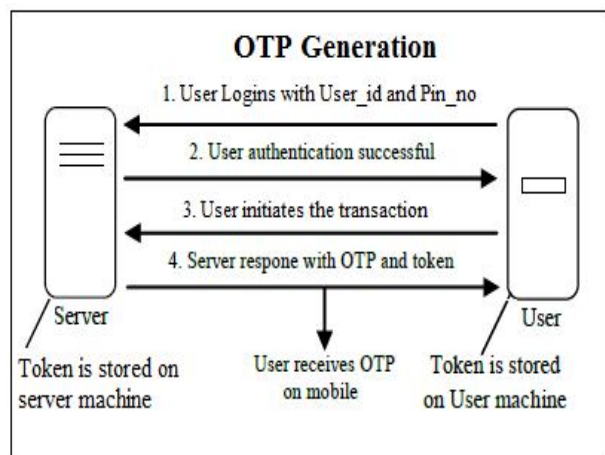 OTP Generation
1. User Logins with User_id and Pin_no
2. User authentication successful
3. User initiates the transaction
4. Server respone with OTP and token
Server
User
Token is stored on
server machine
User receives OTP
on mobile
Token is stored
on User machine